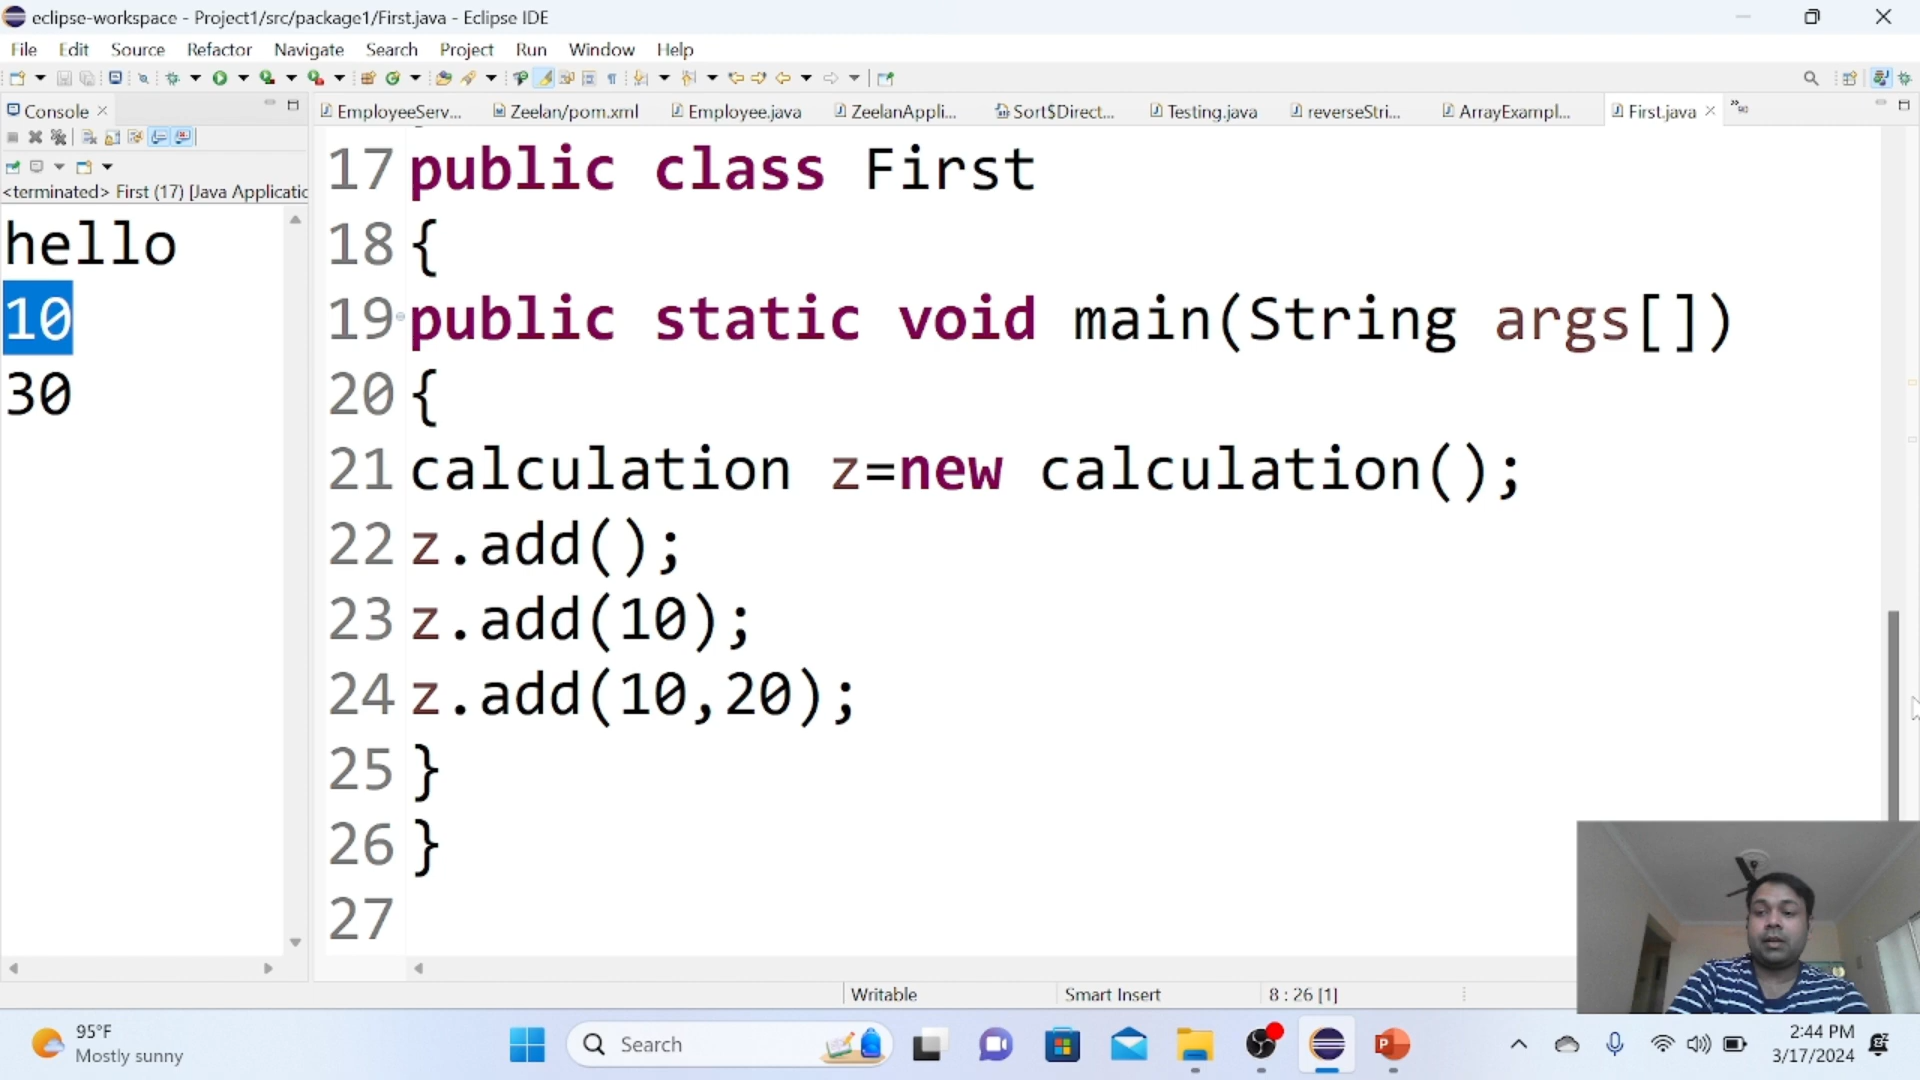 eclipse-workspace - Project1/src/package1/First.java - Eclipse IDE
File Edit Source Refactor Navigate Search Project Run Window Help
Console
EmployeeServ... Zeelan/pom.xml Employee.java ZeelanAppli... Sort$Direct... Testing.java reverseStri... ArrayExampl... First.java
<terminated> First (17) [Java Applicatio
hello
10
30
17 public class First
18 {
19 public static void main(String args[])
20 {
21 calculation z=new calculation();
22 z.add();
23 z.add(10);
24 z.add(10,20);
25 }
26 }
27
Writable Smart Insert 8 : 26 [1]
95°F
Mostly sunny
Search
2:44 PM
3/17/2024